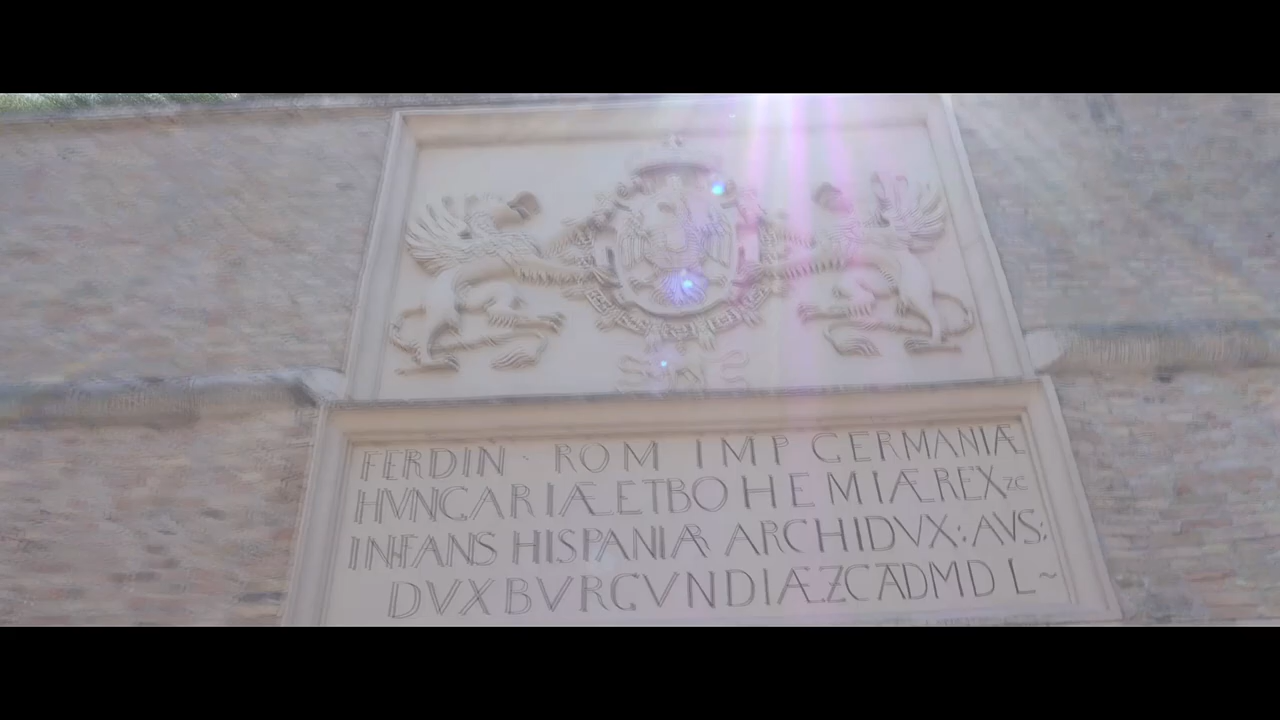 FERDIN · ROM IMP GERMANIÆ
HVNGARIÆ ET BOHEMIÆ REX ZC
INFANS HISPANIÆ ARCHIDVX: AVS:
DVX BVRGVNDIÆ ZC AD MD L~